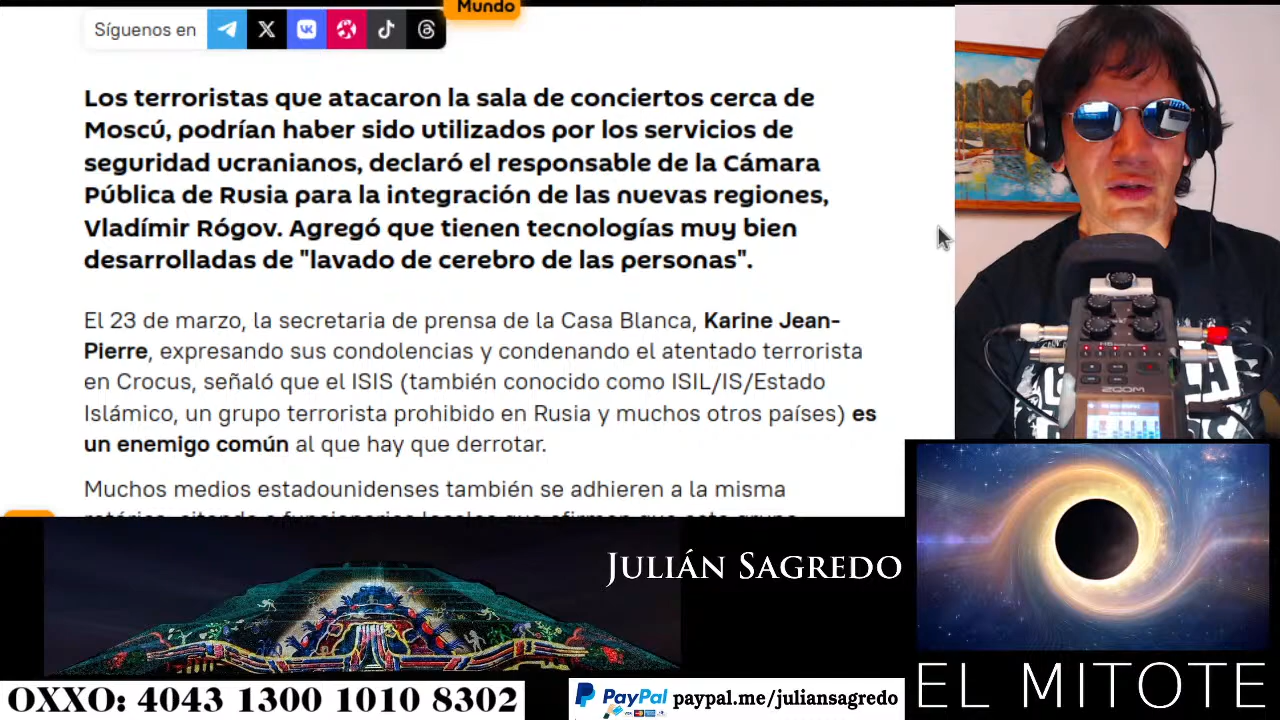 Mundo
Síguenos en
Los terroristas que atacaron la sala de conciertos cerca de
Moscú, podrían haber sido utilizados por los servicios de
seguridad ucranianos, declaró el responsable de la Cámara
Pública de Rusia para la integración de las nuevas regiones,
Vladímir Rógov. Agregó que tienen tecnologías muy bien
desarrolladas de "lavado de cerebro de las personas".
El 23 de marzo, la secretaria de prensa de la Casa Blanca, Karine Jean-
Pierre, expresando sus condolencias y condenando el atentado terrorista
en Crocus, señaló que el ISIS (también conocido como ISIL/IS/Estado
Islámico, un grupo terrorista prohibido en Rusia y muchos otros países) es
un enemigo común al que hay que derrotar.
Muchos medios estadounidenses también se adhieren a la misma
zoom
JULIÁN SAGREDO
EL MITOTE
OXXO: 4043 1300 1010 8302
PayPal paypal.me/juliansagredo